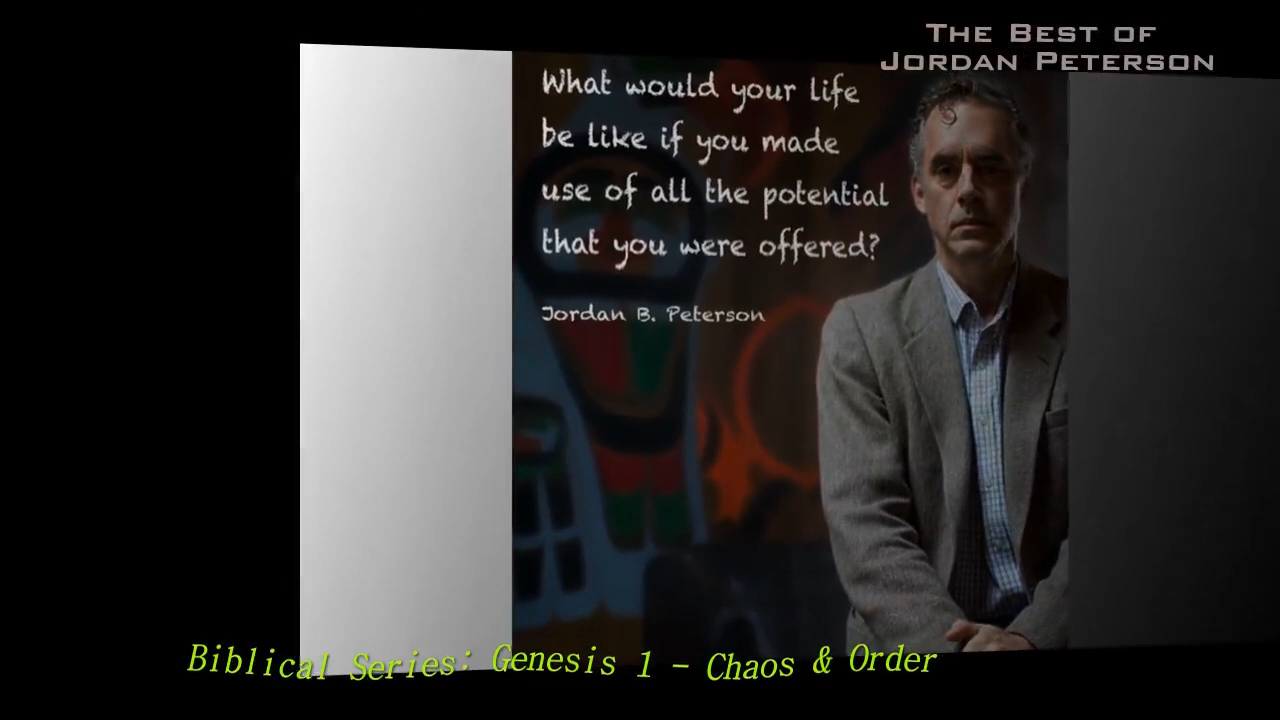 The Best of
Jordan Peterson
What would your life
be like if you made
use of all the potential
that you were offered?
Jordan B. Peterson
Biblical Series: Genesis 1 - Chaos & Order